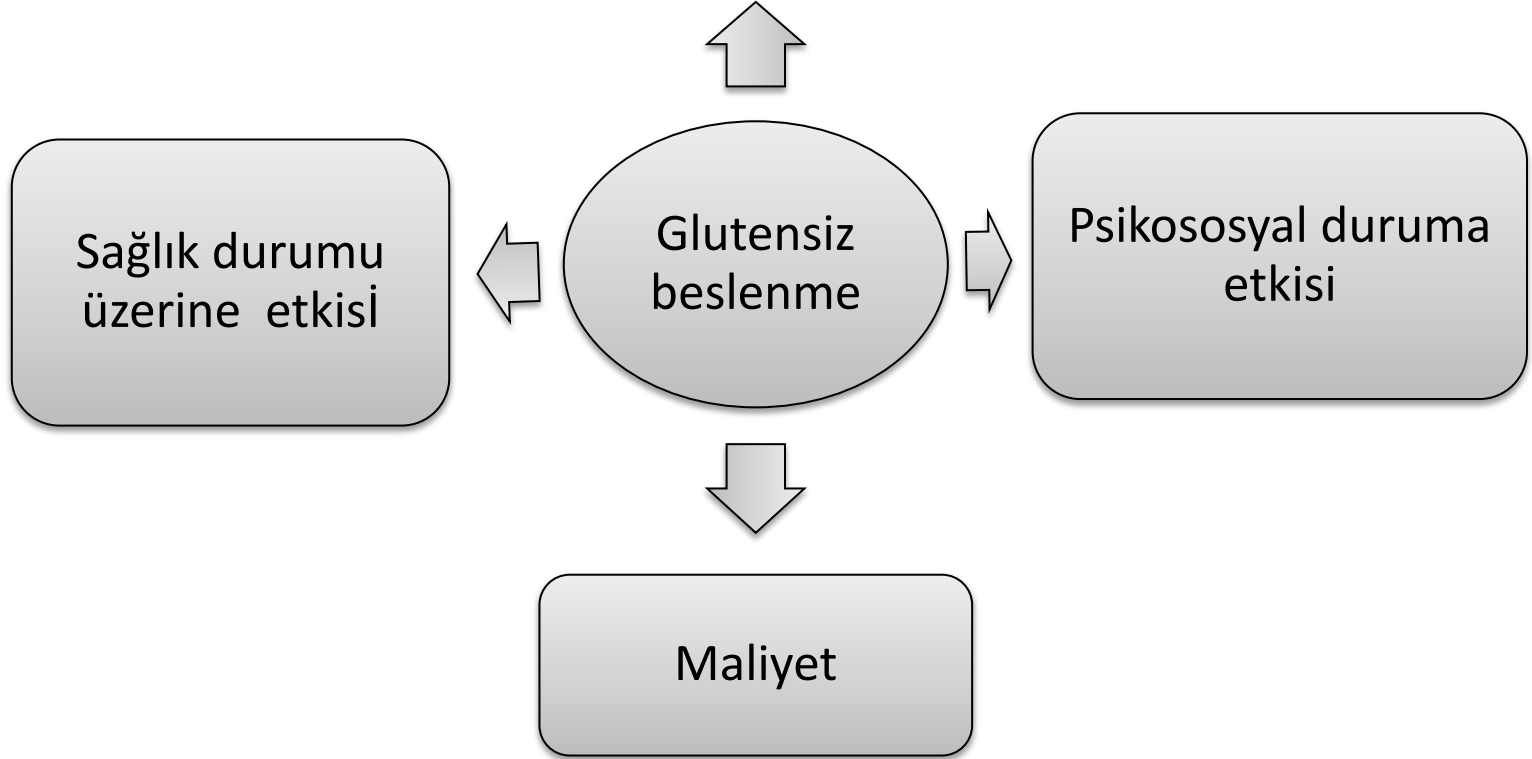 Sağlık durumu
üzerine  etkisİ
Glutensiz
beslenme
Psikososyal duruma
etkisi
Maliyet